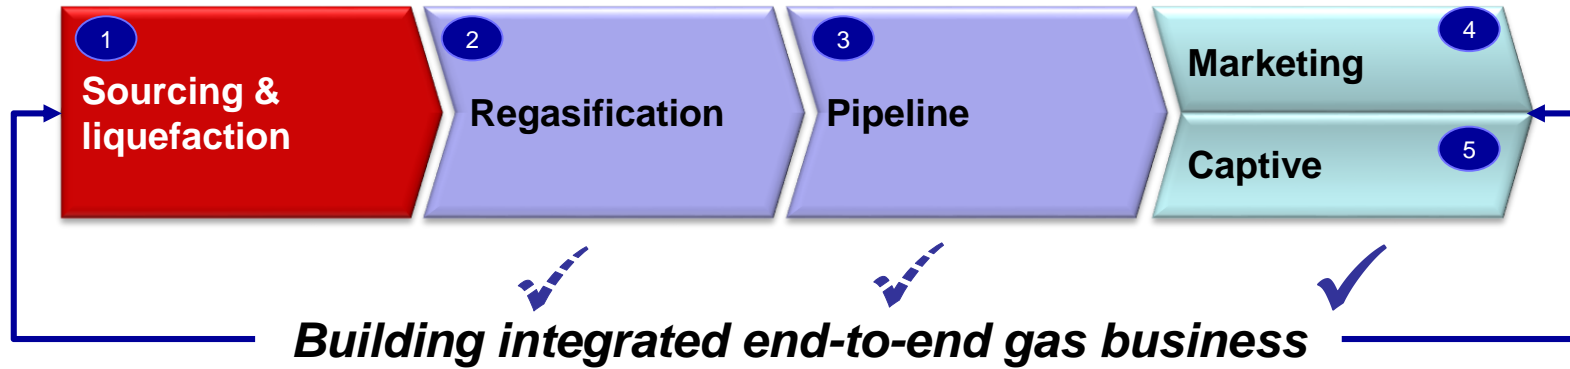 1
Sourcing &
liquefaction
2
Regasification
3
Pipeline
4
Marketing
5
Captive
Building integrated end-to-end gas business